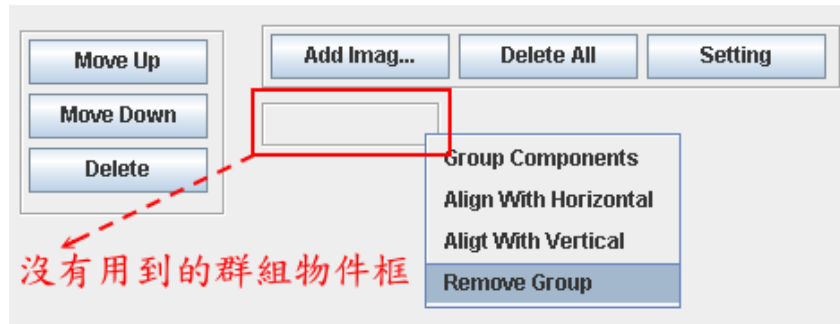 Move Up
Move Down
Delete
Add Imag...
Delete All
Setting
Group Components
Align With Horizontal
Aligt With Vertical
Remove Group
沒有用到的群組物件框